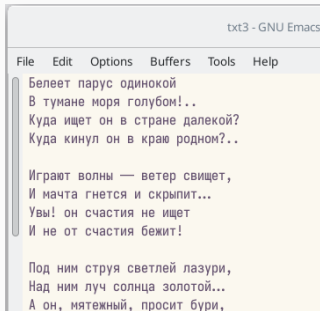 txt3 - GNU Emacs
File Edit Options Buffers Tools Help
Белеет парус одинокой
В тумане моря голубом!..
Куда ищет он в стране далекой?
Куда кинул он в краю родном?..
Играют волны — ветер свищет,
И мачта гнется и скрыпит...
Увы! он счастия не ищет
И не от счастия бежит!
Под ним струя светлей лазури,
Над ним луч солнца золотой...
А он, мятежный, просит бури,